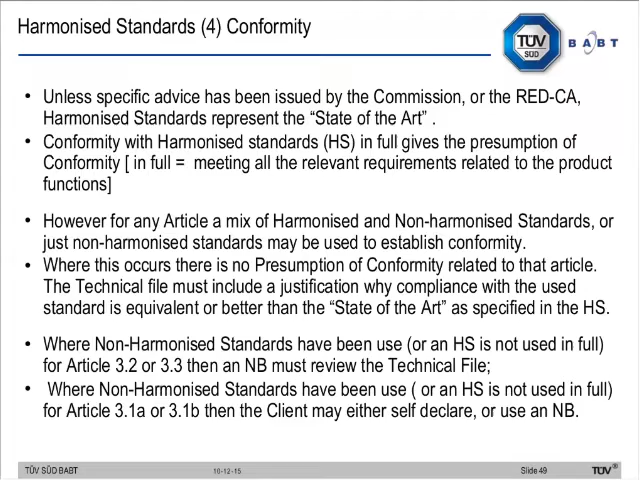 Harmonised Standards (4) Conformity
TÜV
SÜD
BABT
• Unless specific advice has been issued by the Commission, or the RED-CA,
Harmonised Standards represent the “State of the Art” .
• Conformity with Harmonised standards (HS) in full gives the presumption of
Conformity [ in full = meeting all the relevant requirements related to the product
functions]
• However for any Article a mix of Harmonised and Non-harmonised Standards, or
just non-harmonised standards may be used to establish conformity.
• Where this occurs there is no Presumption of Conformity related to that article.
The Technical file must include a justification why compliance with the used
standard is equivalent or better than the “State of the Art” as specified in the HS.
• Where Non-Harmonised Standards have been use (or an HS is not used in full)
for Article 3.2 or 3.3 then an NB must review the Technical File;
• Where Non-Harmonised Standards have been use ( or an HS is not used in full)
for Article 3.1a or 3.1b then the Client may either self declare, or use an NB.
TÜV SÜD BABT 10-12-15 Slide 49 TÜV®